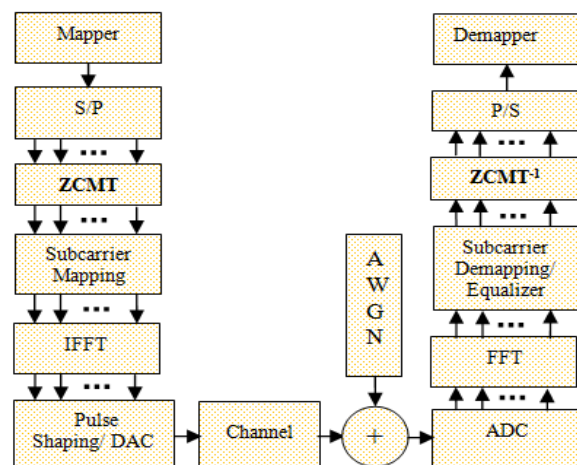 Mapper
S/P
ZCMT
Subcarrier
Mapping
IFFT
Pulse
Shaping/ DAC
Channel
A
W
G
N
+
ADC
FFT
Subcarrier
Demapping/
Equalizer
ZCMT⁻¹
P/S
Demapper